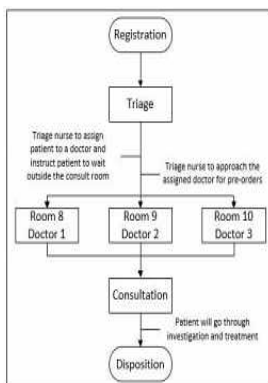 Registration
Triage
Triage nurse to assign
patient to a doctor and
instruct patient to wait
outside the consult room
Triage nurse to approach the
assigned doctor for pre-orders
Room 8
Doctor 1
Room 9
Doctor 2
Room 10
Doctor 3
Consultation
Patient will go through
investigation and treatment
Disposition